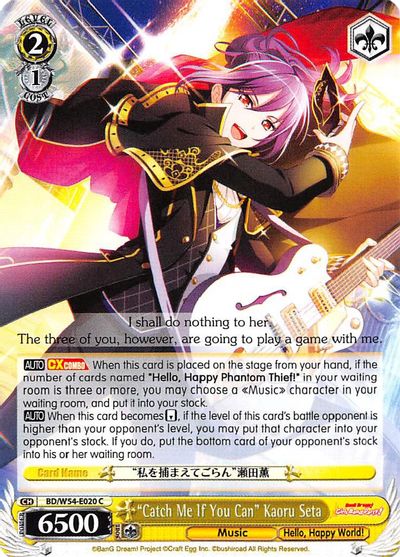 LEVEL
2
1
COST
I shall do nothing to her.
The three of you, however, are going to play a game with me.
AUTO CX COMBO When this card is placed on the stage from your hand, if the
number of cards named "Hello, Happy Phantom Thief!" in your waiting
room is three or more, you may choose a «Music» character in your
waiting room, and put it into your stock.
AUTO When this card becomes, if the level of this card's battle opponent is
higher than your opponent's level, you may put that character into your
opponent's stock. If you do, put the bottom card of your opponent's stock
into his or her waiting room.
Card Name
"私を捕まえてごらん"瀬田薫
CH BD/W54-E020 C
POWER
6500
SOUL
"Catch Me If You Can" Kaoru Seta
BanG Dream! Girls Band Party!
Music
Hello, Happy World!
©BanG Dream! Project ©Craft Egg Inc. ©bushiroad All Rights Reserved.